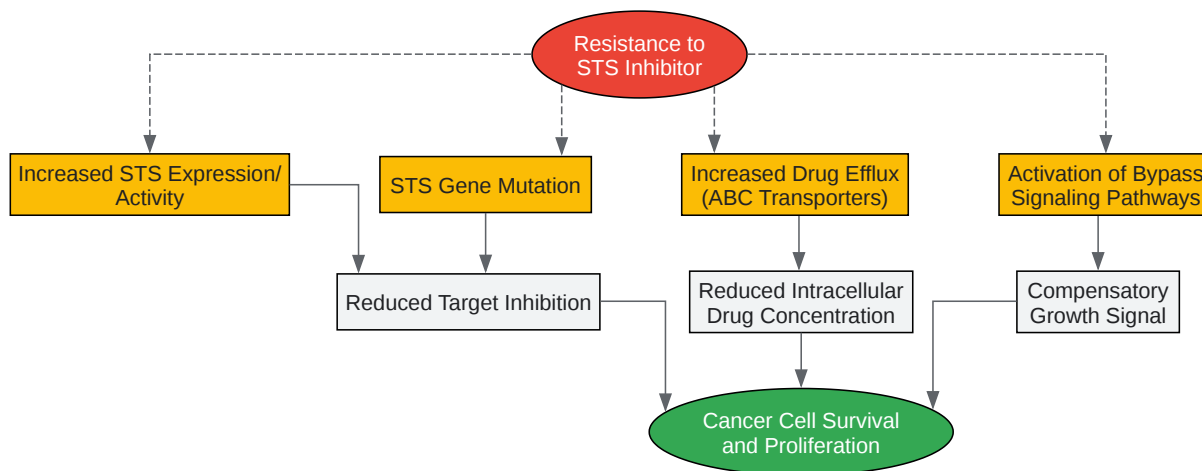 Resistance to
STS Inhibitor
Increased STS Expression/
Activity
STS Gene Mutation
Increased Drug Efflux
(ABC Transporters)
Activation of Bypass
Signaling Pathways
Reduced Target Inhibition
Reduced Intracellular
Drug Concentration
Compensatory
Growth Signal
Cancer Cell Survival
and Proliferation